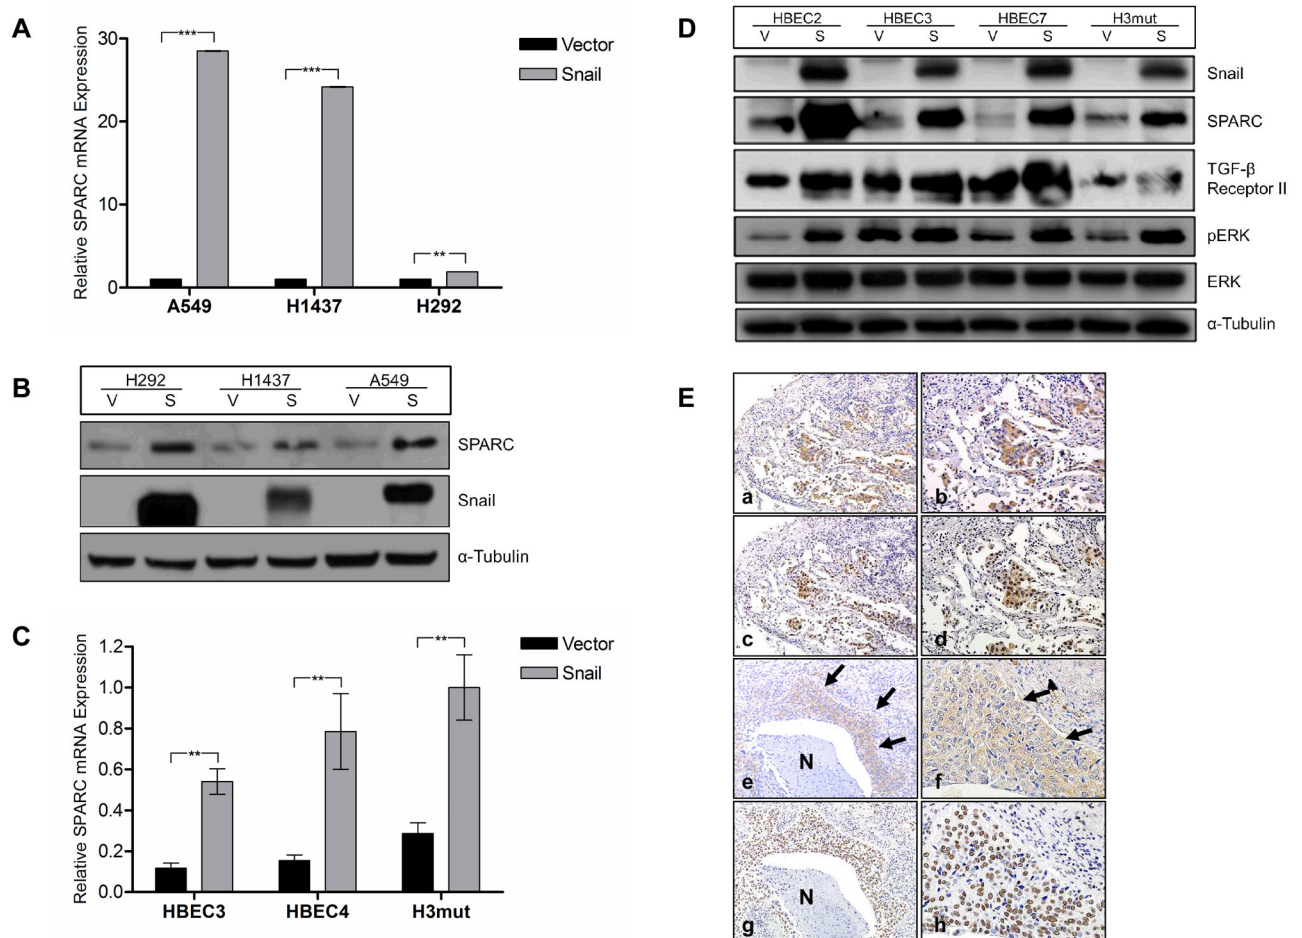 A
Relative SPARC mRNA Expression
30
20
10
0
***
***
**
A549 H1437 H292
Vector
Snail
B
H292 H1437 A549
V S V S V S
SPARC
Snail
α-Tubulin
C
Relative SPARC mRNA Expression
1.2
1.0
0.8
0.6
0.4
0.2
0.0
**
**
**
HBEC3 HBEC4 H3mut
Vector
Snail
D
HBEC2 HBEC3 HBEC7 H3mut
V S V S V S V S
Snail
SPARC
TGF-β
Receptor II
pERK
ERK
α-Tubulin
E
a b
c d
N
e f
N
g h